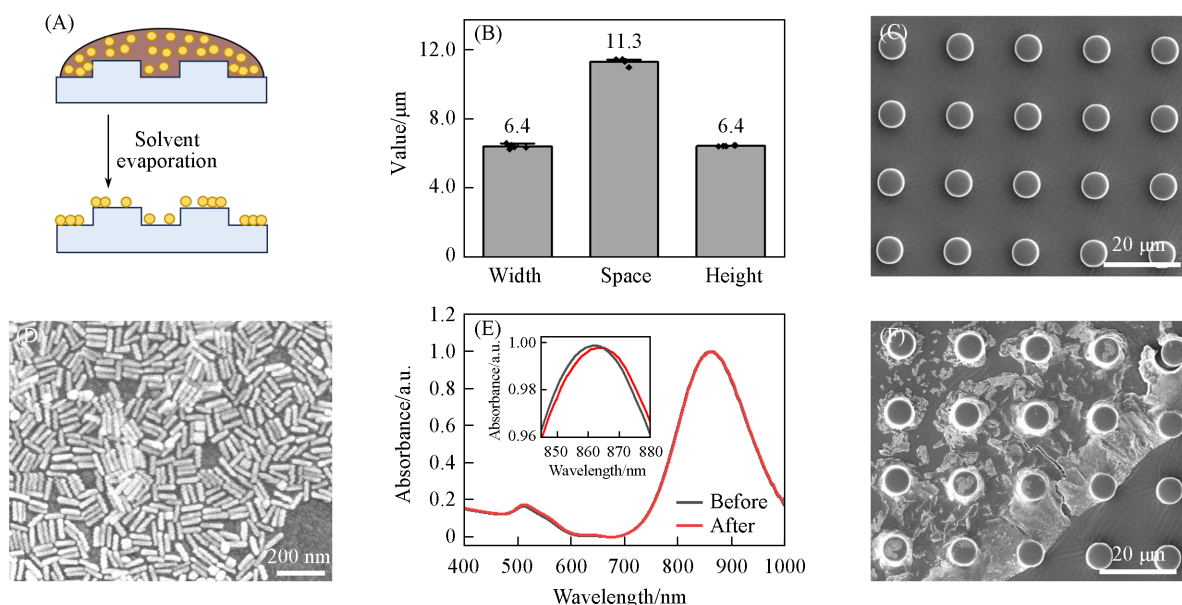 (A)
Solvent
evaporation
(B)
Value/μm
12.0
8.0
4.0
0
6.4
11.3
6.4
Width
Space
Height
(C)
20 μm
(D)
200 nm
(E)
Absorbance/a.u.
1.2
1.0
0.8
0.6
0.4
0.2
0
400
500
600
700
800
900
1000
Wavelength/nm
Absorbance/a.u.
1.00
0.98
0.96
850
860
870
880
Wavelength/nm
Before
After
(F)
20 μm